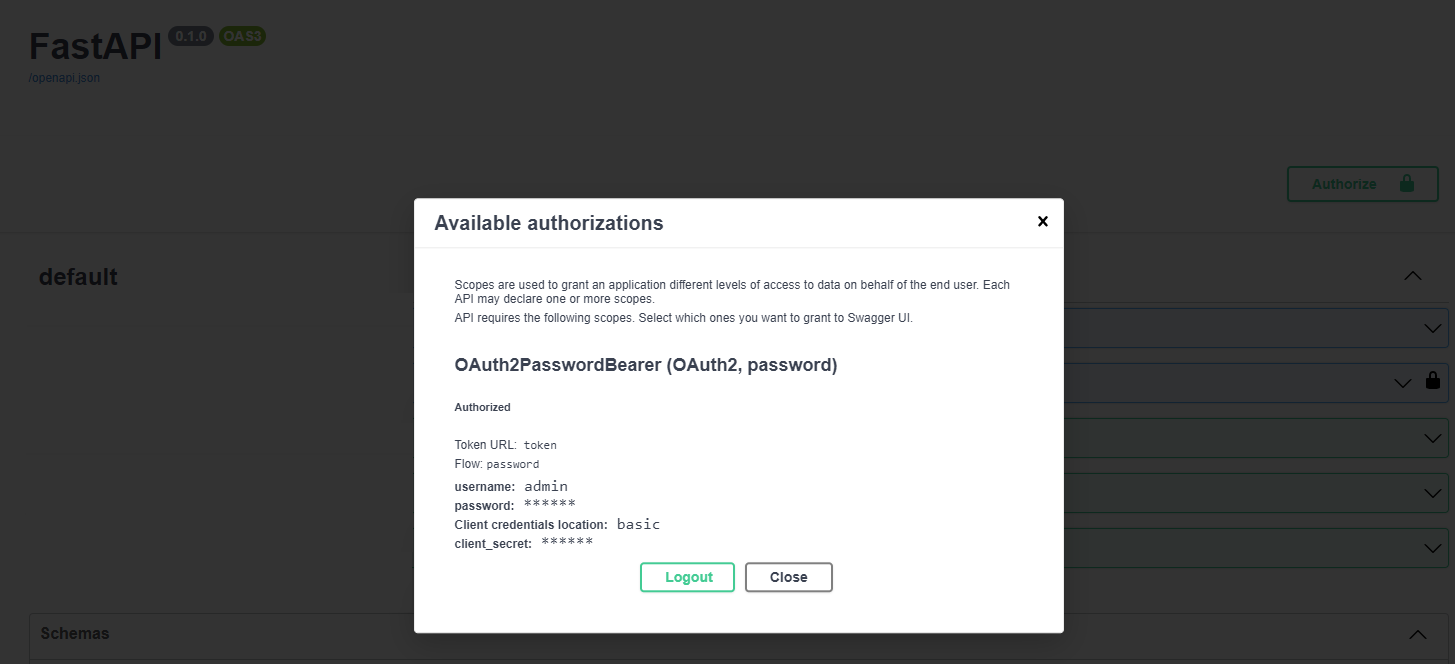 FastAPI 0.1.0 OAS3
/openapi.json
Authorize
Available authorizations
default
Scopes are used to grant an application different levels of access to data on behalf of the end user. Each
API may declare one or more scopes.
API requires the following scopes. Select which ones you want to grant to Swagger UI.
OAuth2PasswordBearer (OAuth2, password)
Authorized
Token URL: token
Flow: password
username: admin
password: ******
Client credentials location: basic
client_secret: ******
Logout Close
Schemas